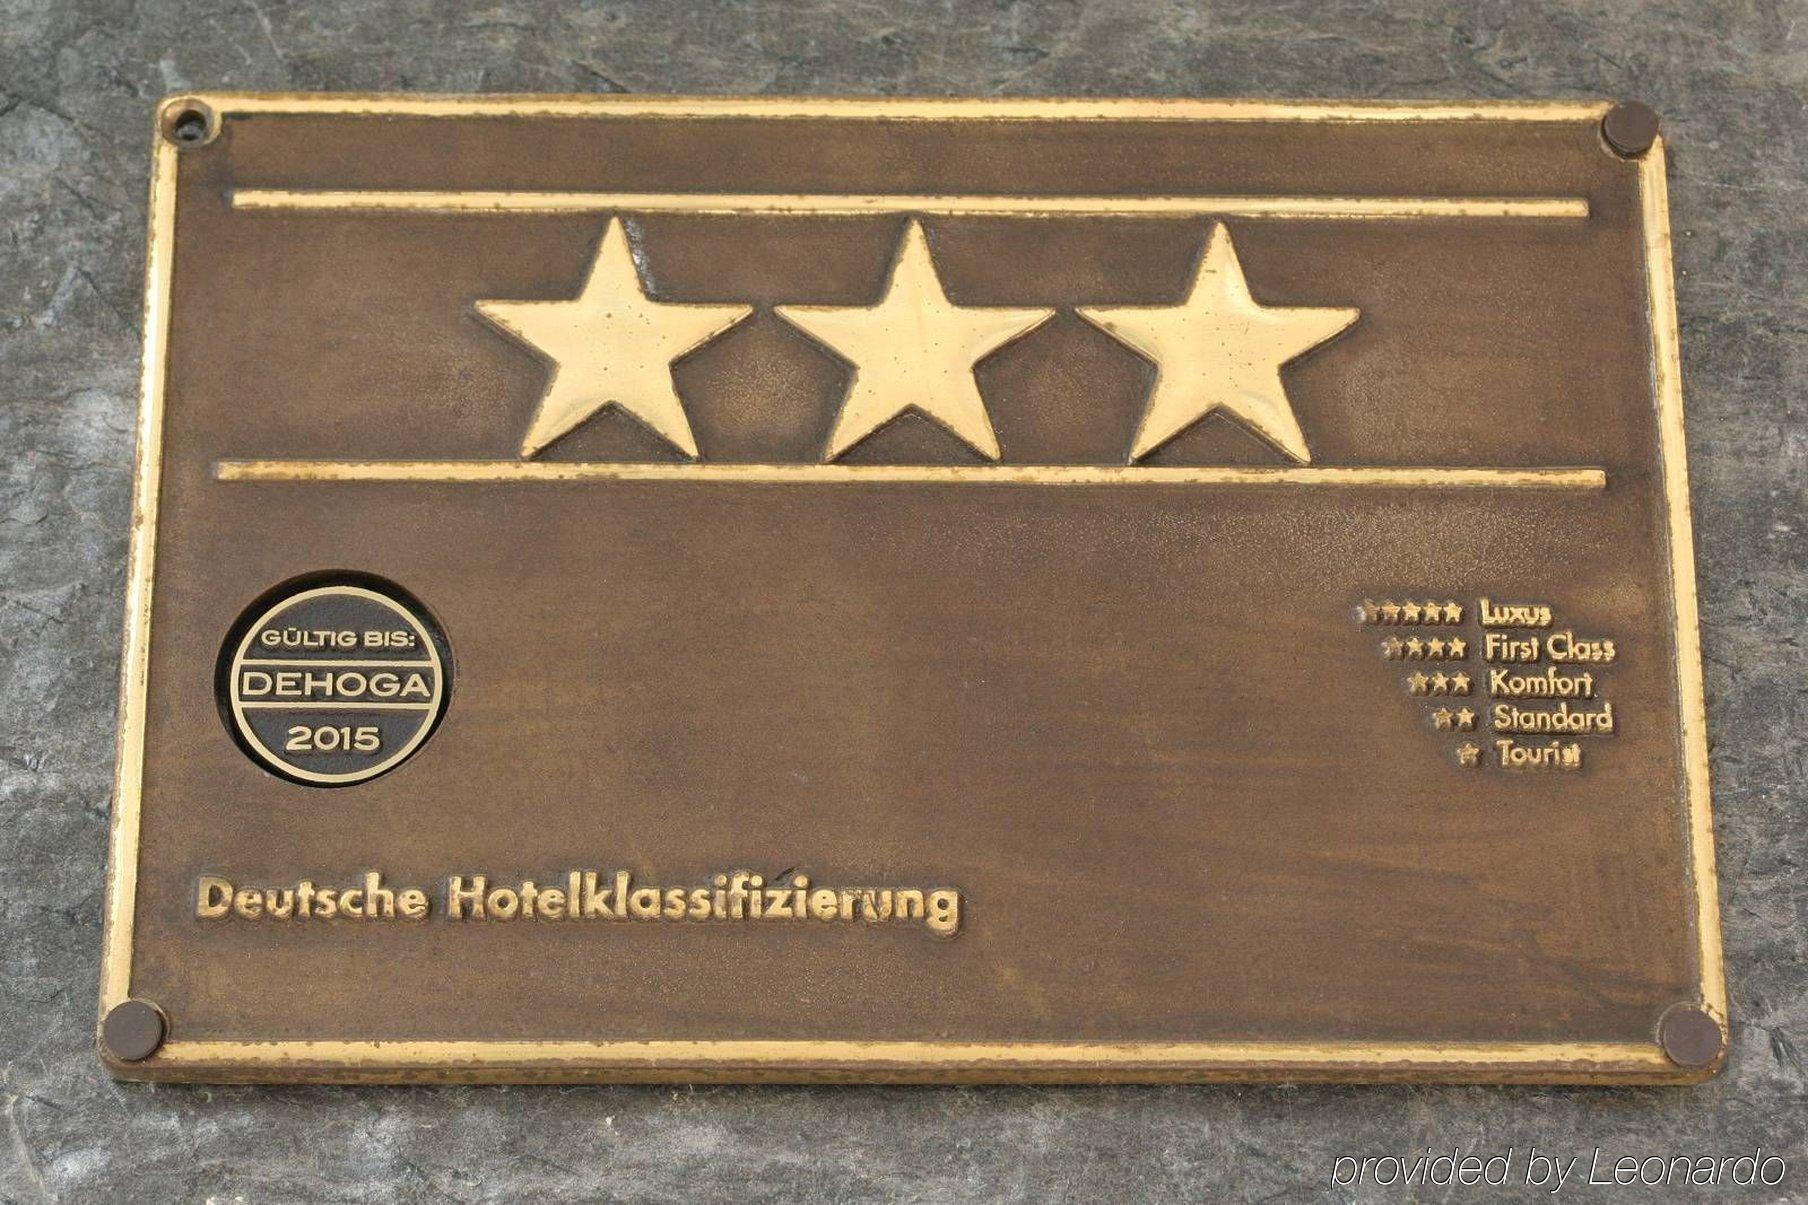 GÜLTIG BIS:
DEHOGA
2015
Luxus
First Class
Komfort
Standard
Tourist
Deutsche Hotelklassifizierung
provided by Leonardo